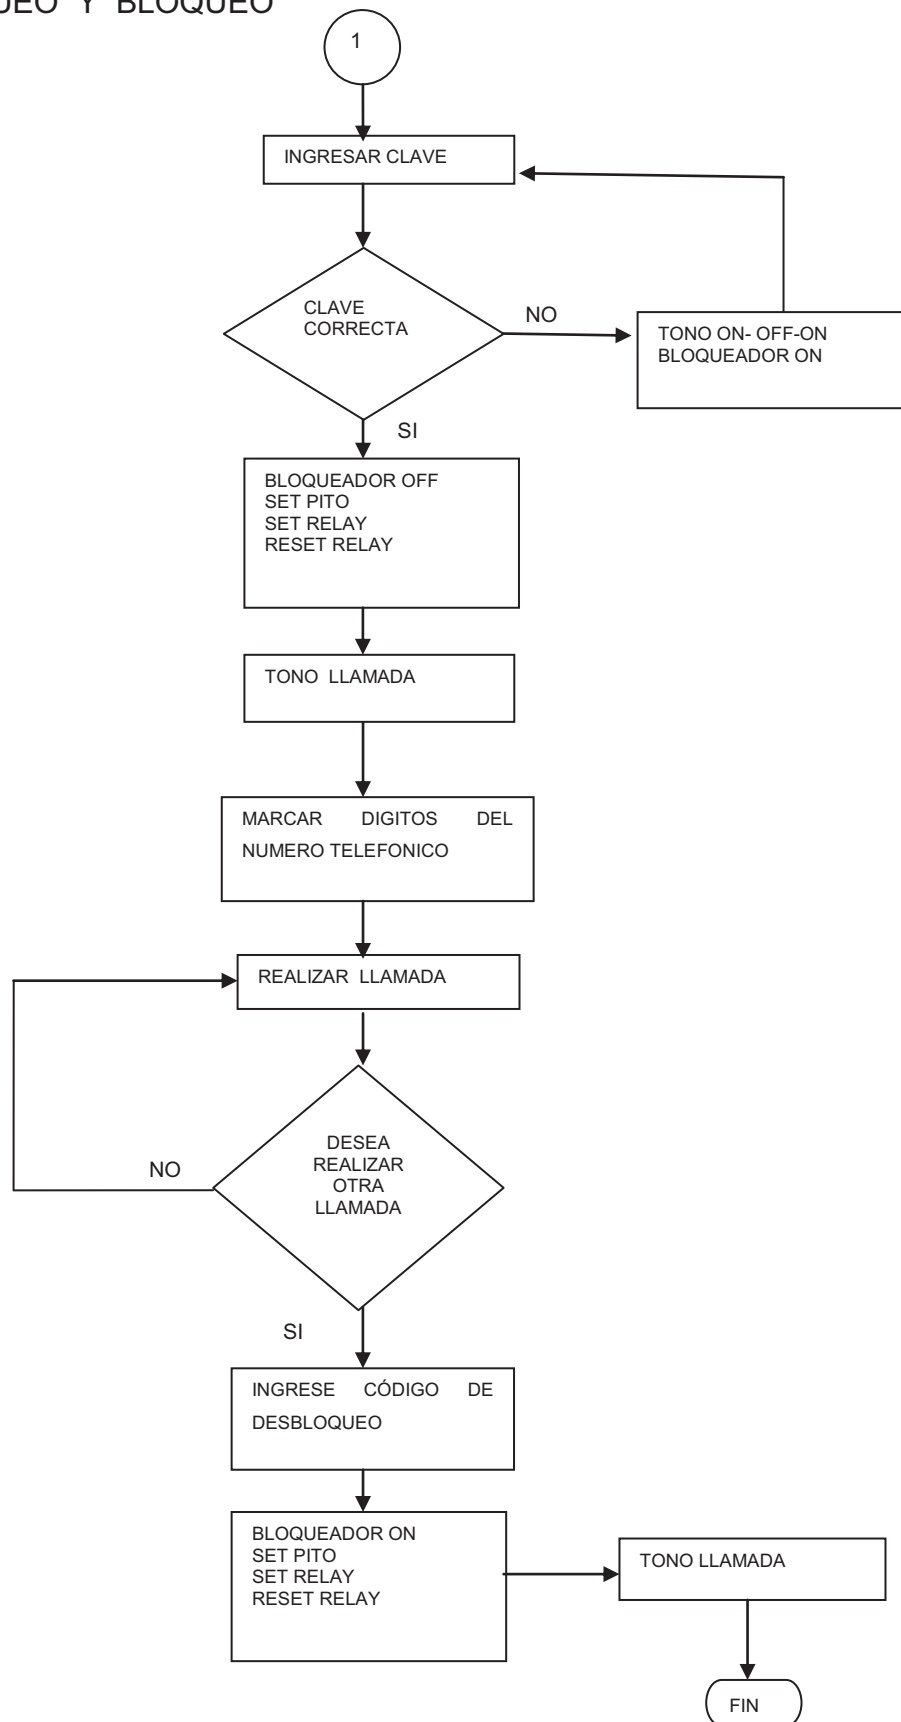 UEO Y BLOQUEO
1
INGRESAR CLAVE
CLAVE
CORRECTA
NO
TONO ON- OFF-ON
BLOQUEADOR ON
SI
BLOQUEADOR OFF
SET PITO
SET RELAY
RESET RELAY
TONO LLAMADA
MARCAR DIGITOS DEL
NUMERO TELEFONICO
REALIZAR LLAMADA
DESEA
REALIZAR
OTRA
LLAMADA
NO
SI
INGRESE CÓDIGO DE
DESBLOQUEO
BLOQUEADOR ON
SET PITO
SET RELAY
RESET RELAY
TONO LLAMADA
FIN